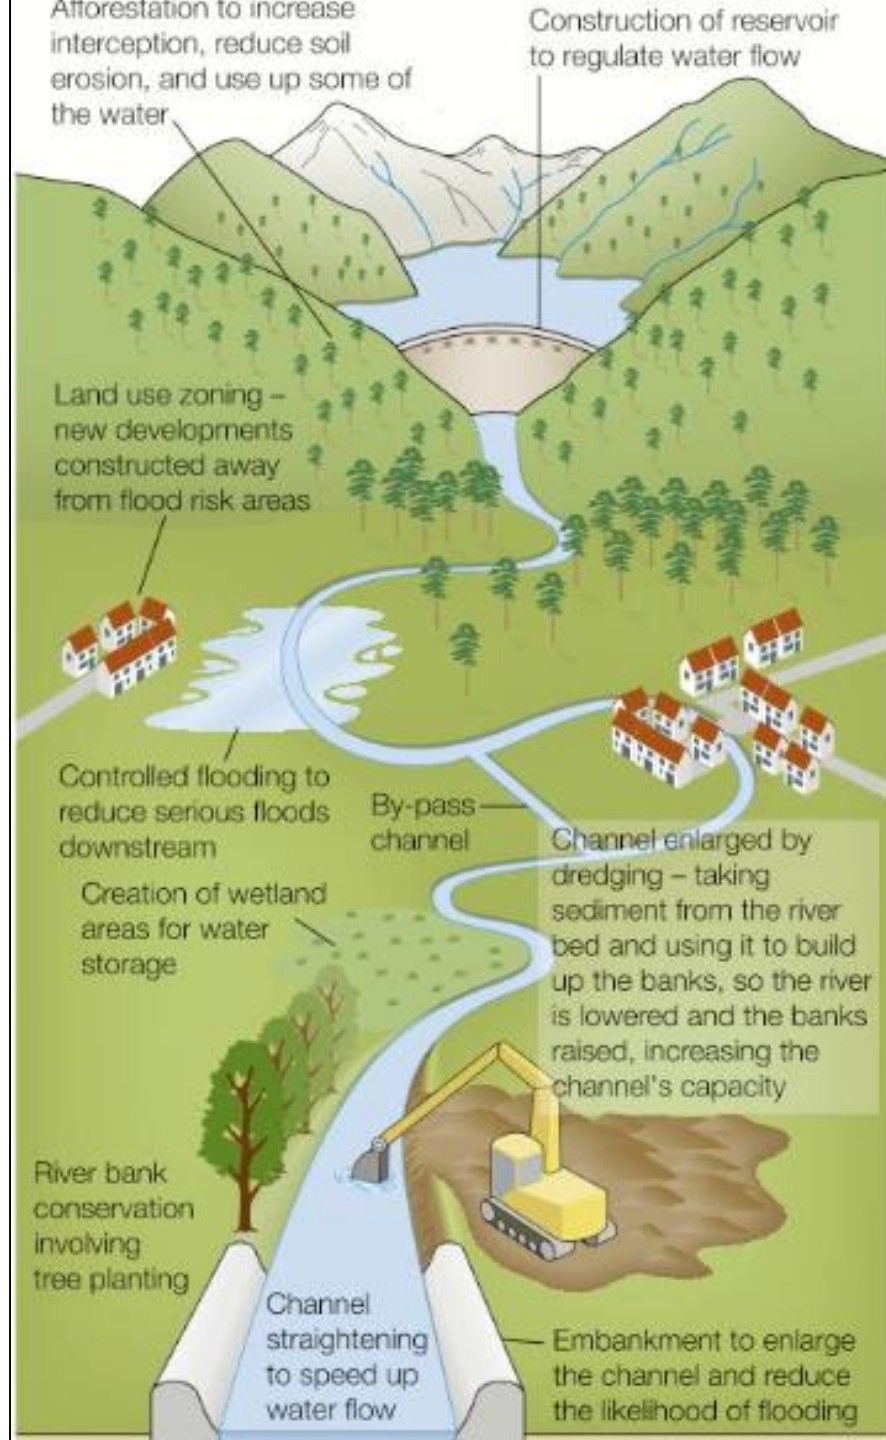 Afforestation to increase
interception, reduce soil
erosion, and use up some of
the water
Construction of reservoir
to regulate water flow
Land use zoning –
new developments
constructed away
from flood risk areas
Controlled flooding to
reduce serious floods
downstream
By-pass
channel
Channel enlarged by
dredging – taking
sediment from the river
bed and using it to build
up the banks, so the river
is lowered and the banks
raised, increasing the
channel's capacity
Creation of wetland
areas for water
storage
River bank
conservation
involving
tree planting
Channel
straightening
to speed up
water flow
Embankment to enlarge
the channel and reduce
the likelihood of flooding